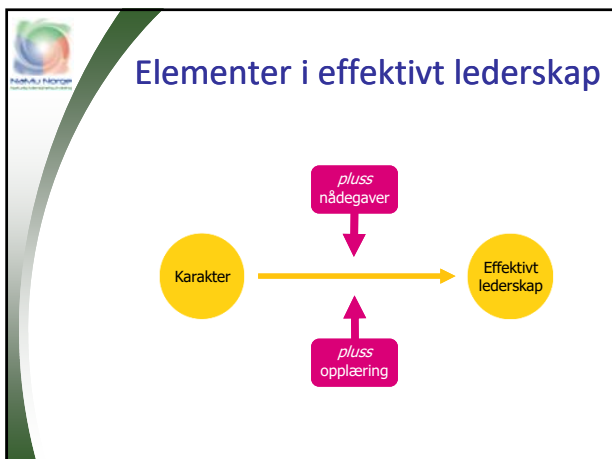 NaMu Norge
Elementer i effektivt lederskap
pluss
nådegaver
Karakter
Effektivt
lederskap
pluss
opplæring